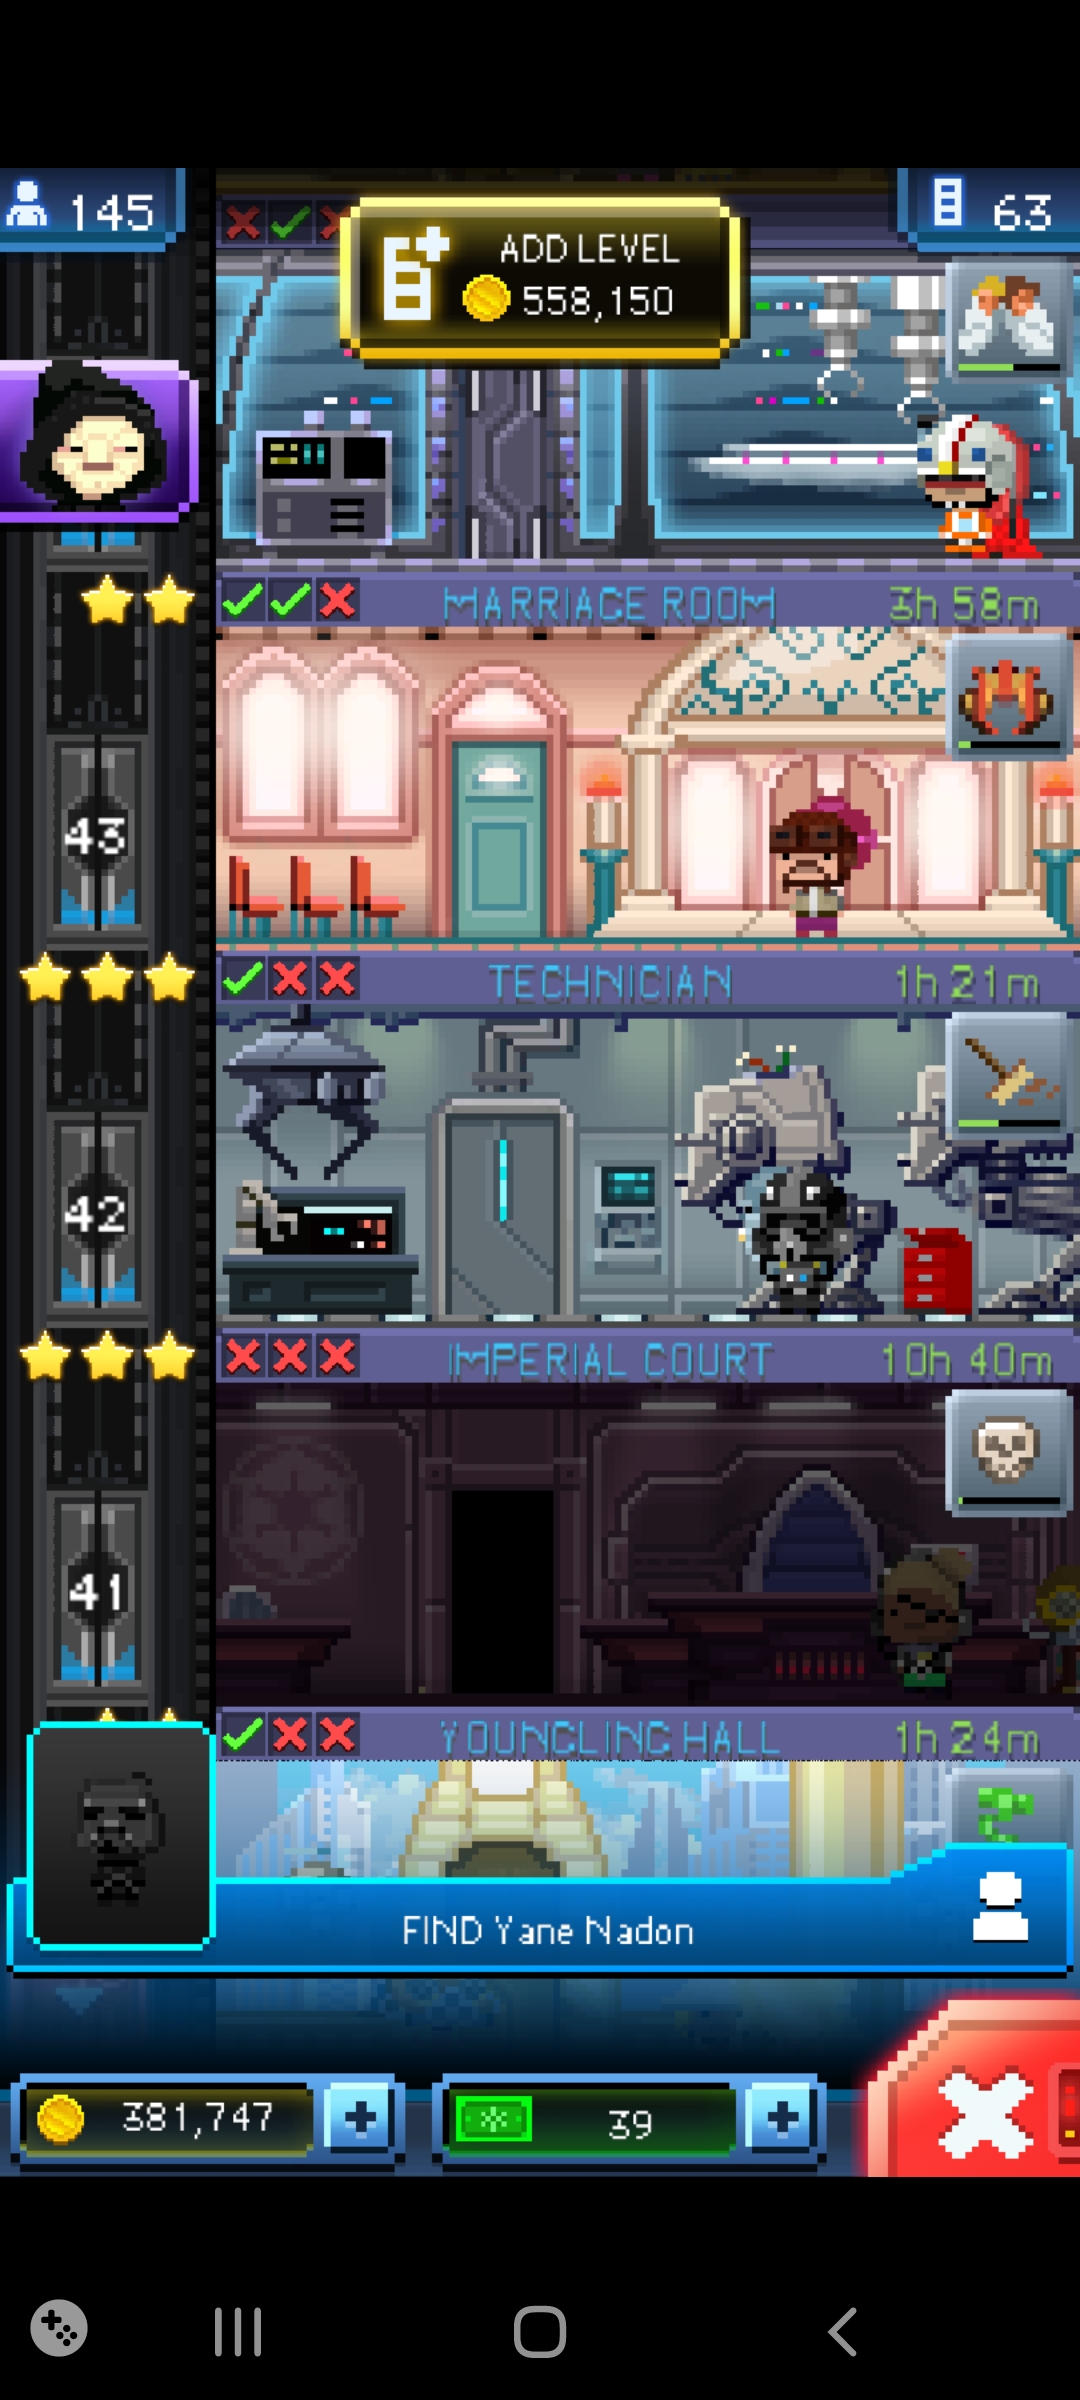 145
63
ADD LEVEL
558,150
MARRIAGE ROOM 3h 58m
43
TECHNICIAN 1h 21m
42
IMPERIAL COURT 10h 40m
41
YOUNGLING HALL 1h 24m
FIND Yane Nadon
381,747
39